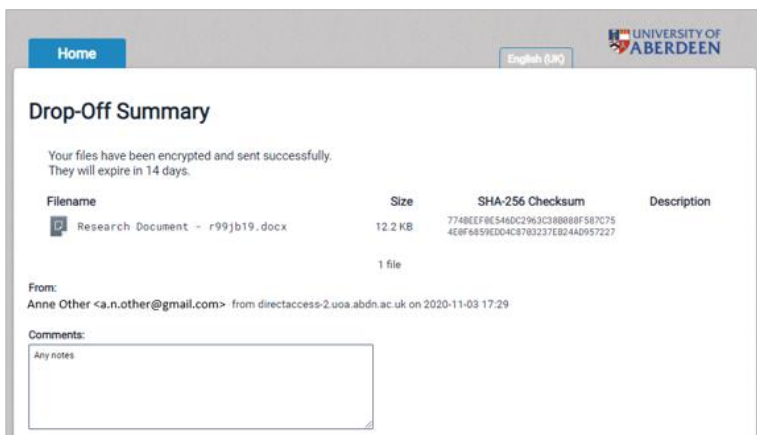 Home
English (UK)
UNIVERSITY OF
ABERDEEN
Drop-Off Summary
Your files have been encrypted and sent successfully.
They will expire in 14 days.
Filename Size SHA-256 Checksum Description
Research Document - r99jb19.docx 12.2 KB
1 file
From:
Anne Other <a.n.other@gmail.com> from directaccess-2.uoa.abdn.ac.uk on 2020-11-03 17:29
Comments:
Any notes